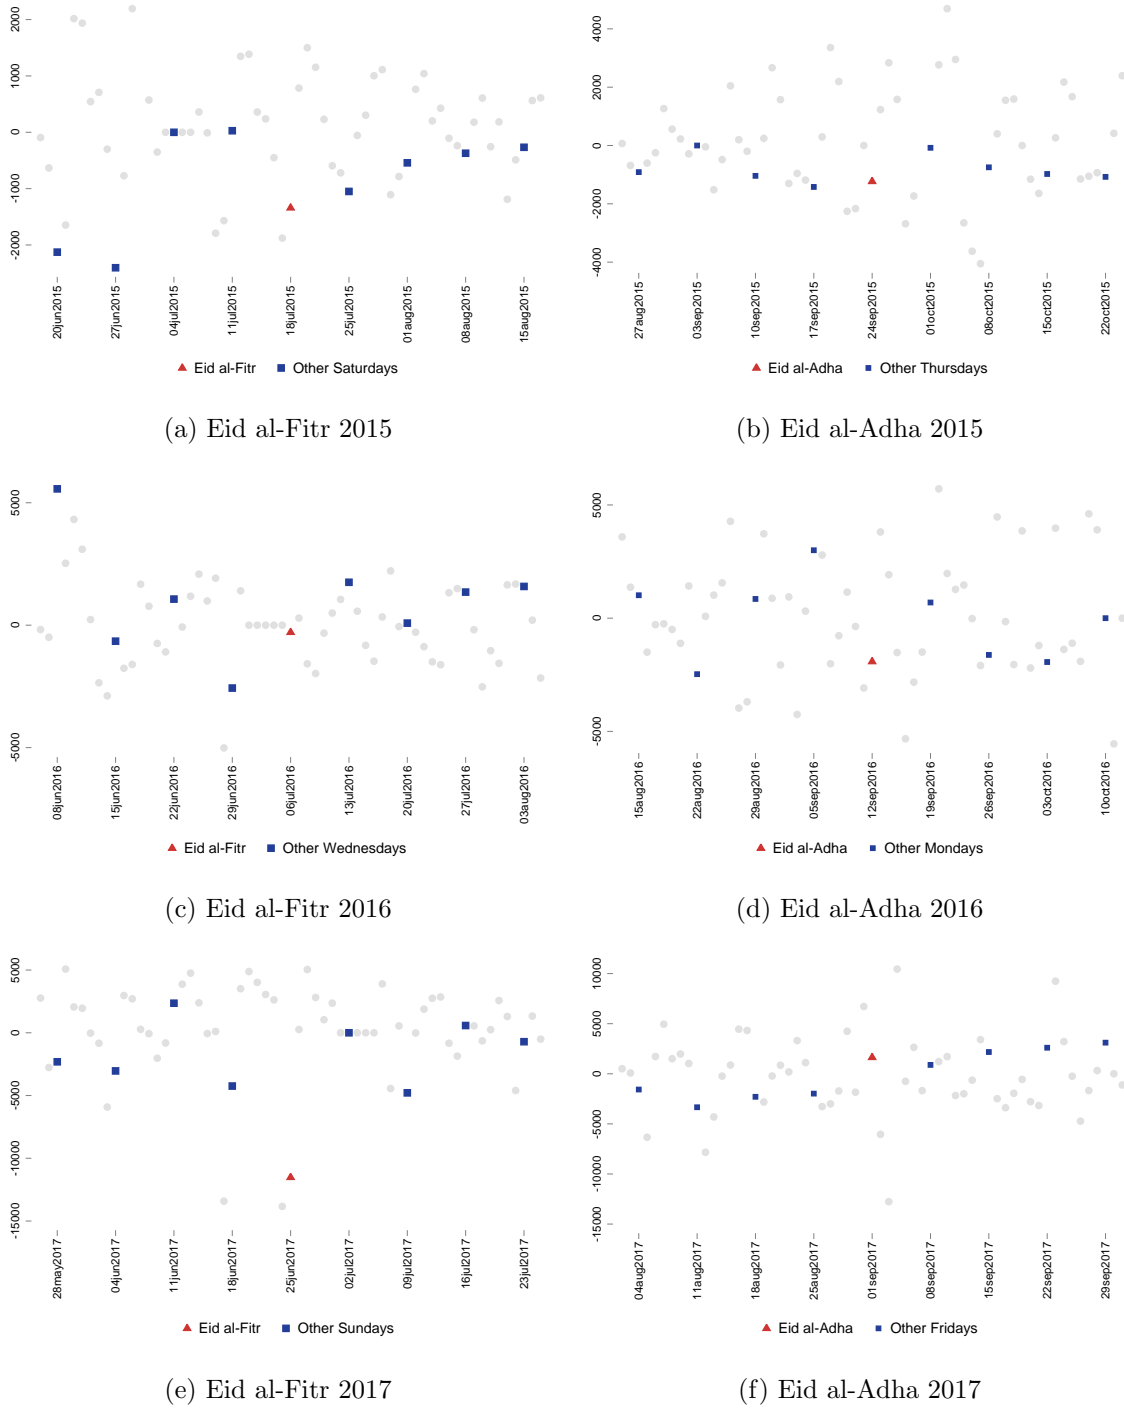 2000
1000
0
-1000
-2000
20jun2015
27jun2015
04jul2015
11jul2015
18jul2015
25jul2015
01aug2015
08aug2015
15aug2015
Eid al-Fitr Other Saturdays
(a) Eid al-Fitr 2015
4000
2000
0
-2000
-4000
27aug2015
03sep2015
10sep2015
17sep2015
24sep2015
01oct2015
08oct2015
15oct2015
22oct2015
Eid al-Adha Other Thursdays
(b) Eid al-Adha 2015
5000
0
-5000
08jun2016
15jun2016
22jun2016
29jun2016
06jul2016
13jul2016
20jul2016
27jul2016
03aug2016
Eid al-Fitr Other Wednesdays
(c) Eid al-Fitr 2016
5000
0
-5000
15aug2016
22aug2016
29aug2016
05sep2016
12sep2016
19sep2016
26sep2016
03oct2016
10oct2016
Eid al-Adha Other Mondays
(d) Eid al-Adha 2016
5000
0
-5000
-10000
-15000
28may2017
04jun2017
11jun2017
18jun2017
25jun2017
02jul2017
09jul2017
16jul2017
23jul2017
Eid al-Fitr Other Sundays
(e) Eid al-Fitr 2017
10000
5000
0
-5000
-10000
-15000
04aug2017
11aug2017
18aug2017
25aug2017
01sep2017
08sep2017
15sep2017
22sep2017
29sep2017
Eid al-Adha Other Fridays
(f) Eid al-Adha 2017